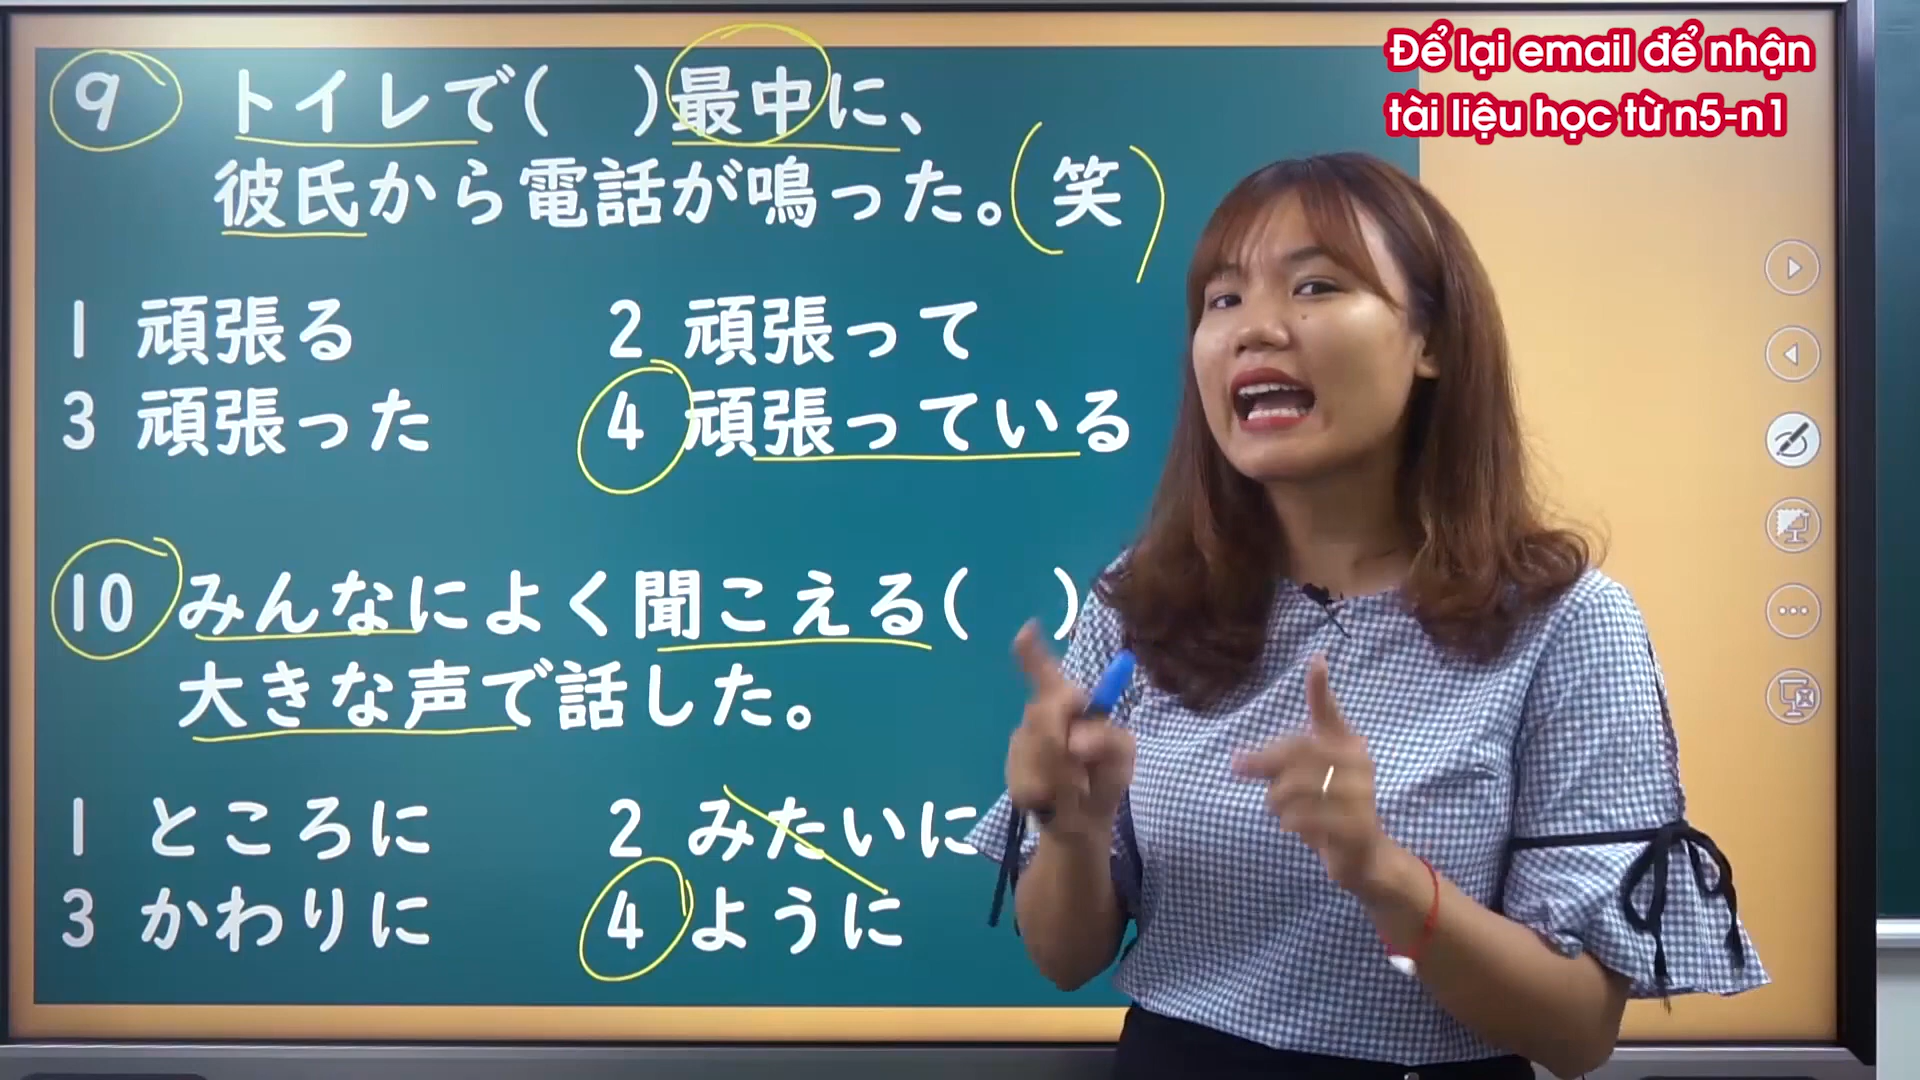 Để lại email để nhận
tài liệu học từ n5-n1
9 トイレで( )最中に、
彼氏から電話が鳴った。(笑)
1 頑張る 2 頑張って
3 頑張った 4 頑張っている
10 みんなによく聞こえる( )
大きな声で話した。
1 ところに 2 みたいに
3 かわりに 4 ように